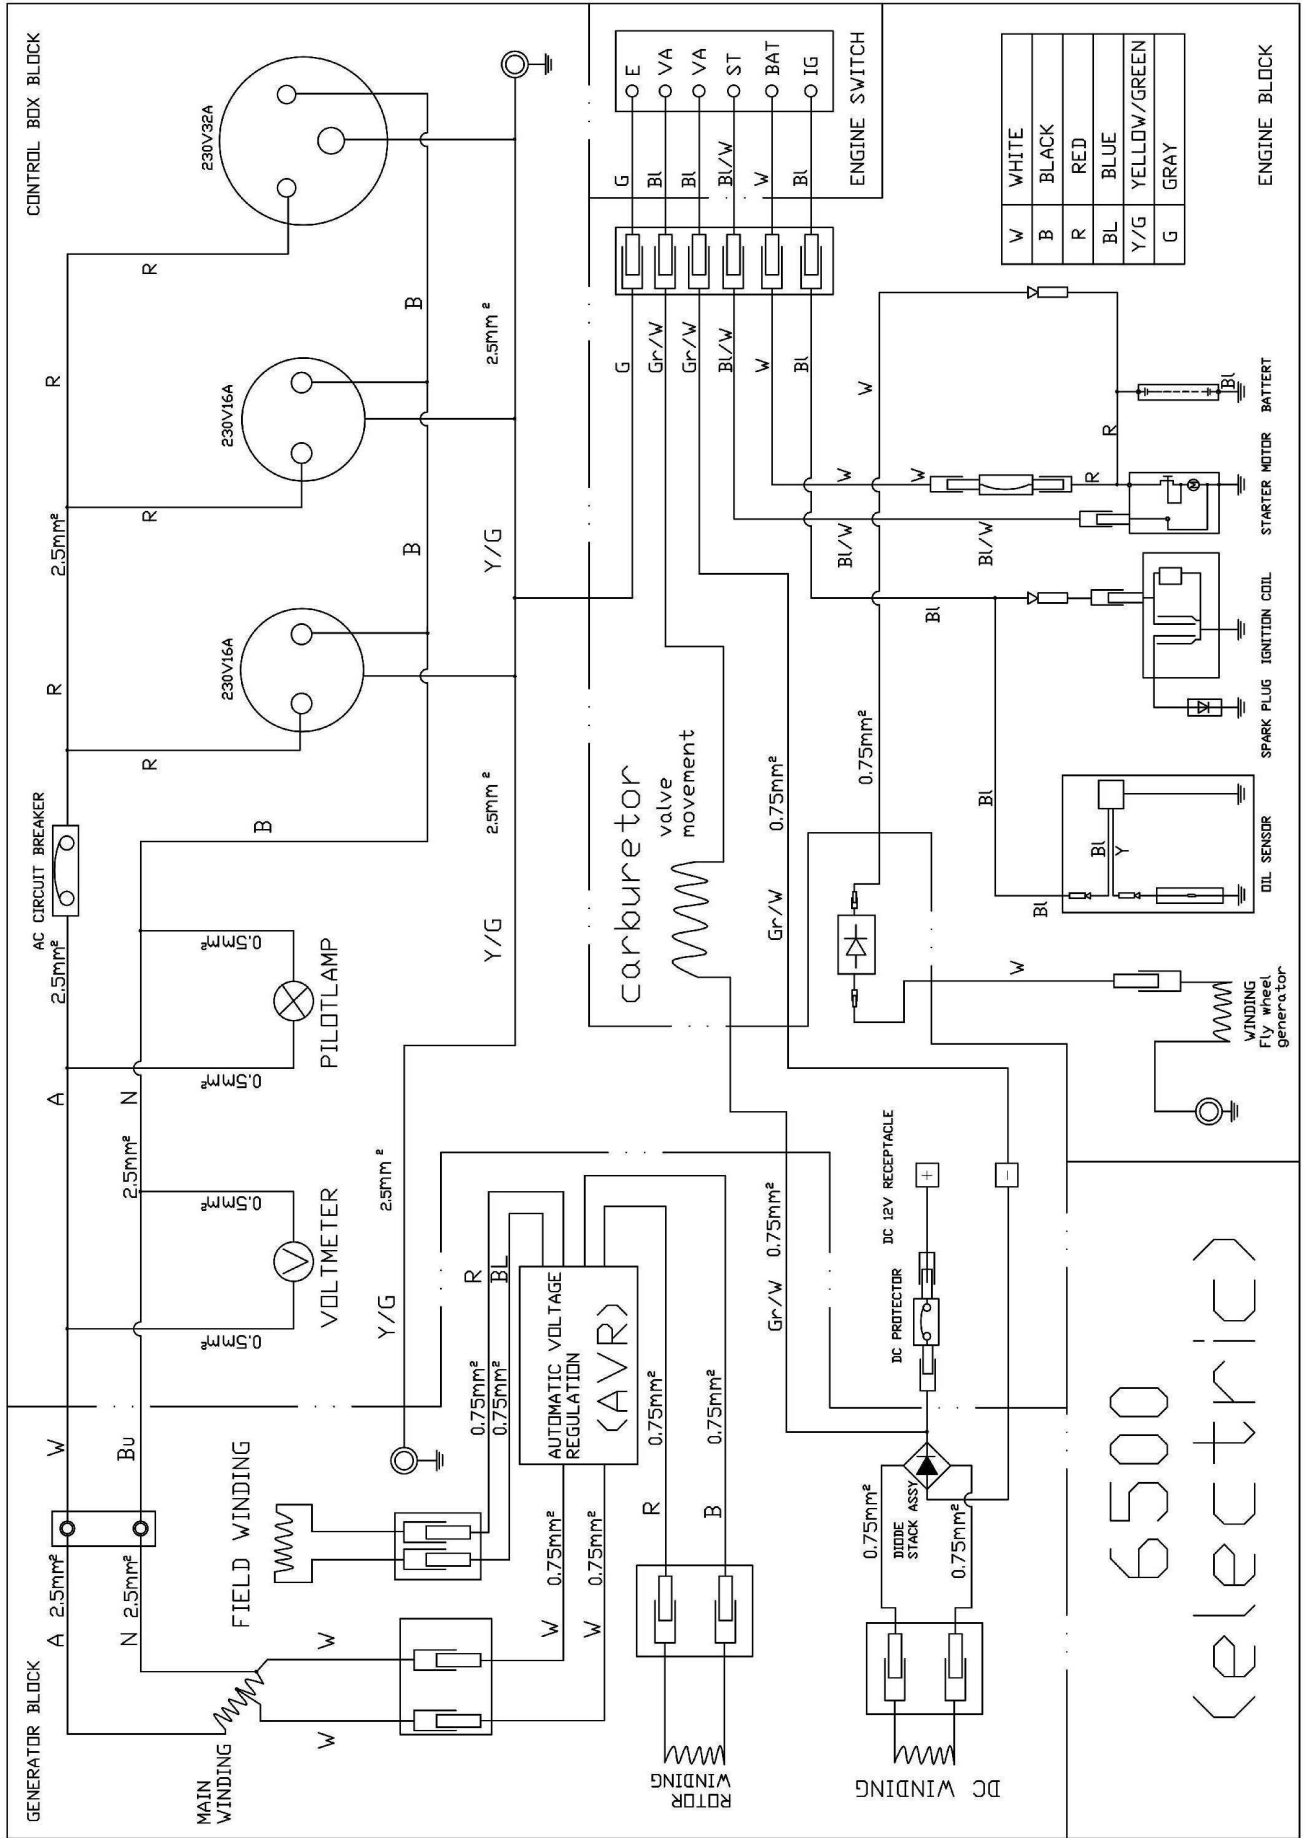 GENERATOR BLOCK
A 2.5mm²
N 2.5mm²
MAIN
WINDING
W
W
FIELD WINDING
W
Bu
W
0.75mm²
W
0.75mm²
AUTOMATIC VOLTAGE
REGULATION
(AVR)
0.75mm²
0.75mm²
R
BL
R
0.75mm²
B
0.75mm²
ROTOR
WINDING
DC WINDING
0.75mm²
0.75mm²
DIODE
STACK ASSY
CONTROL BOX BLOCK
A
2.5mm²
N
2.5mm²
0.5mm²
0.5mm²
VOLTMETER
0.5mm²
0.5mm²
PILOTLAMP
AC CIRCUIT BREAKER
2.5mm²
R
R
R
B
230V16A
R
2.5mm²
B
230V16A
R
B
230V32A
Y/G
2.5mm²
Y/G
2.5mm²
Y/G
2.5mm²
DC PROTECTOR
DC 12V RECEPTACLE
+
-
Gr/W 0.75mm²
carburetor
valve
movement
Gr/W
0.75mm²
0.75mm²
E
VA
VA
ST
BAT
IG
ENGINE SWITCH
G
Bl
Bl
Bl/W
W
Bl
G
Gr/W
Gr/W
Bl/W
W
Bl
W
W
W
R
R
Bl/W
Bl/W
Bl
Bl
Bl
Bl
Y
W
WINDING
Fly wheel
generator
OIL SENSOR
SPARK PLUG
IGNITION COIL
STARTER MOTOR
M
BATTERT
Bl
W WHITE
B BLACK
R RED
BL BLUE
Y/G YELLOW/GREEN
G GRAY
ENGINE BLOCK
6500
(electric)
V